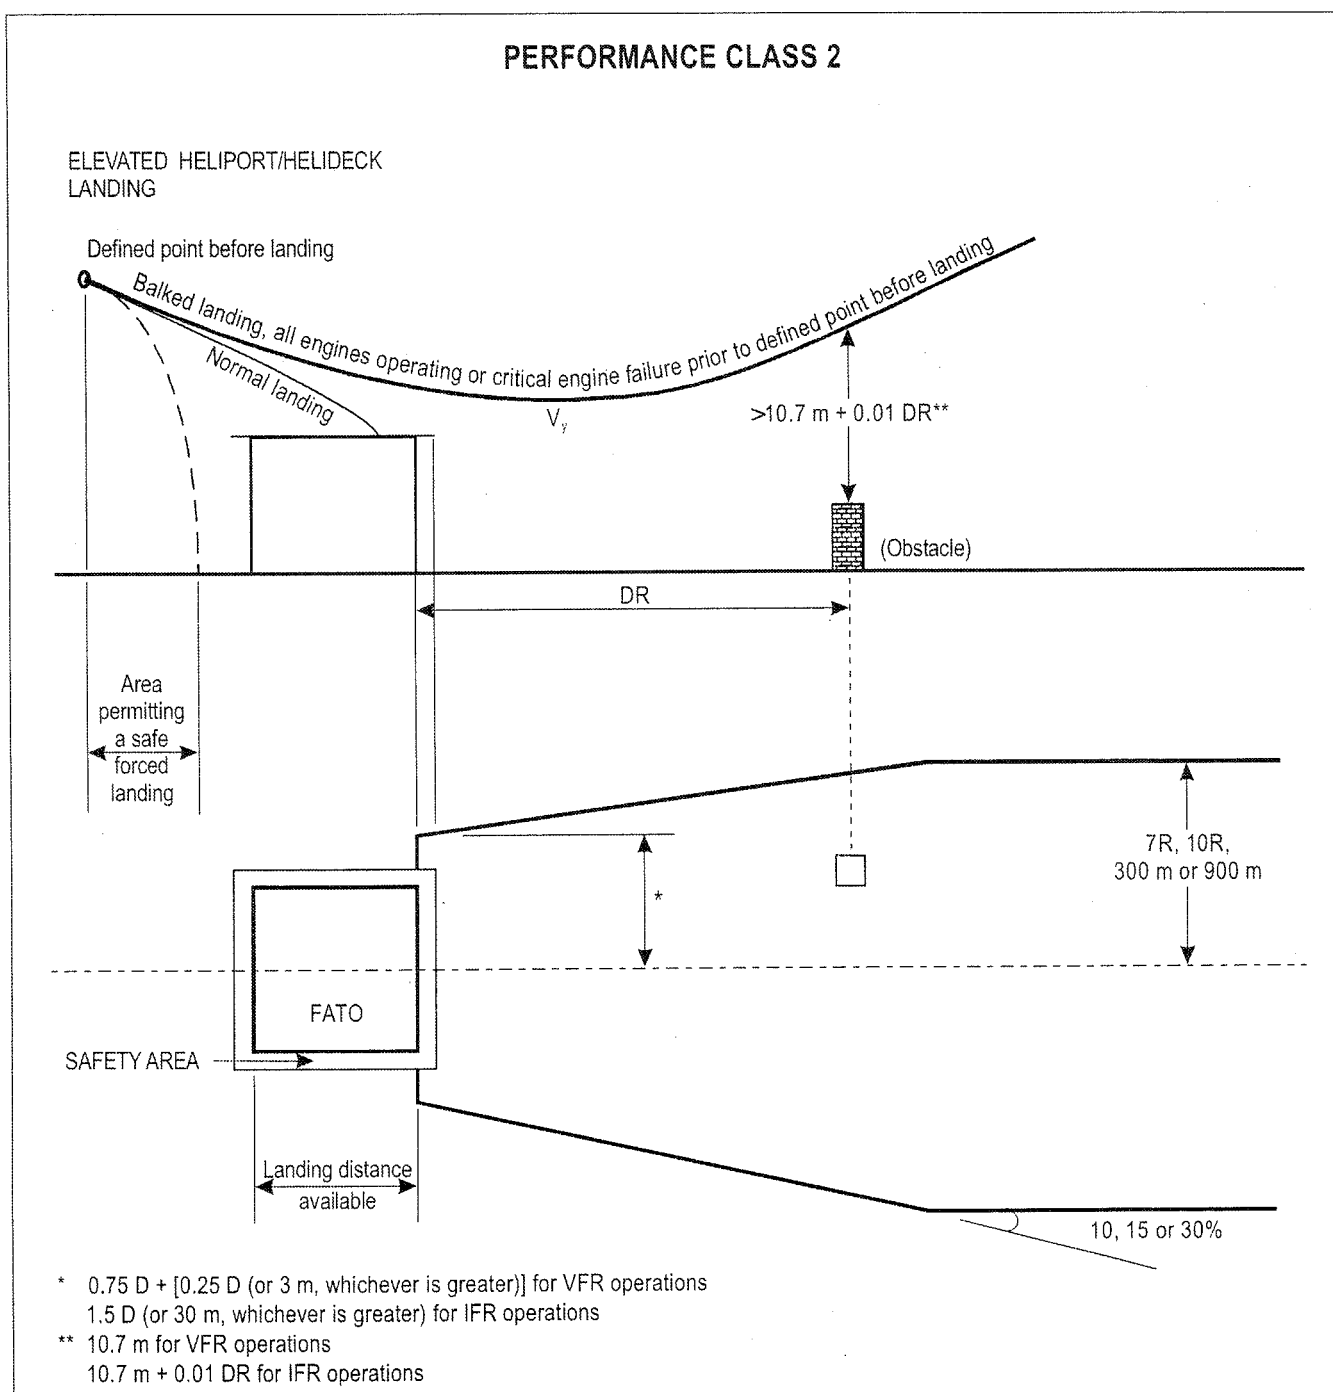 PERFORMANCE CLASS 2
ELEVATED HELIPORT/HELIDECK
LANDING
Defined point before landing
Balked landing, all engines operating or critical engine failure prior to defined point before landing
Normal landing
Vy
>10.7 m + 0.01 DR**
(Obstacle)
DR
Area
permitting
a safe
forced
landing
7R, 10R,
300 m or 900 m
*
FATO
SAFETY AREA
Landing distance
available
10, 15 or 30%
* 0.75 D + [0.25 D (or 3 m, whichever is greater)] for VFR operations
1.5 D (or 30 m, whichever is greater) for IFR operations
** 10.7 m for VFR operations
10.7 m + 0.01 DR for IFR operations